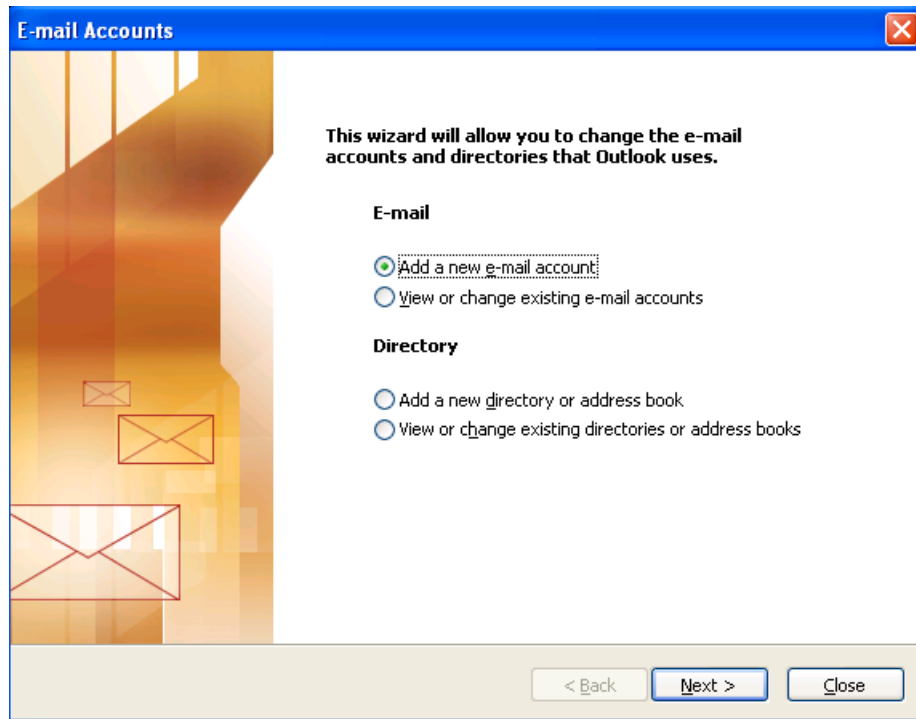 E-mail Accounts
This wizard will allow you to change the e-mail
accounts and directories that Outlook uses.
E-mail
Add a new e-mail account
View or change existing e-mail accounts
Directory
Add a new directory or address book
View or change existing directories or address books
< Back
Next >
Close